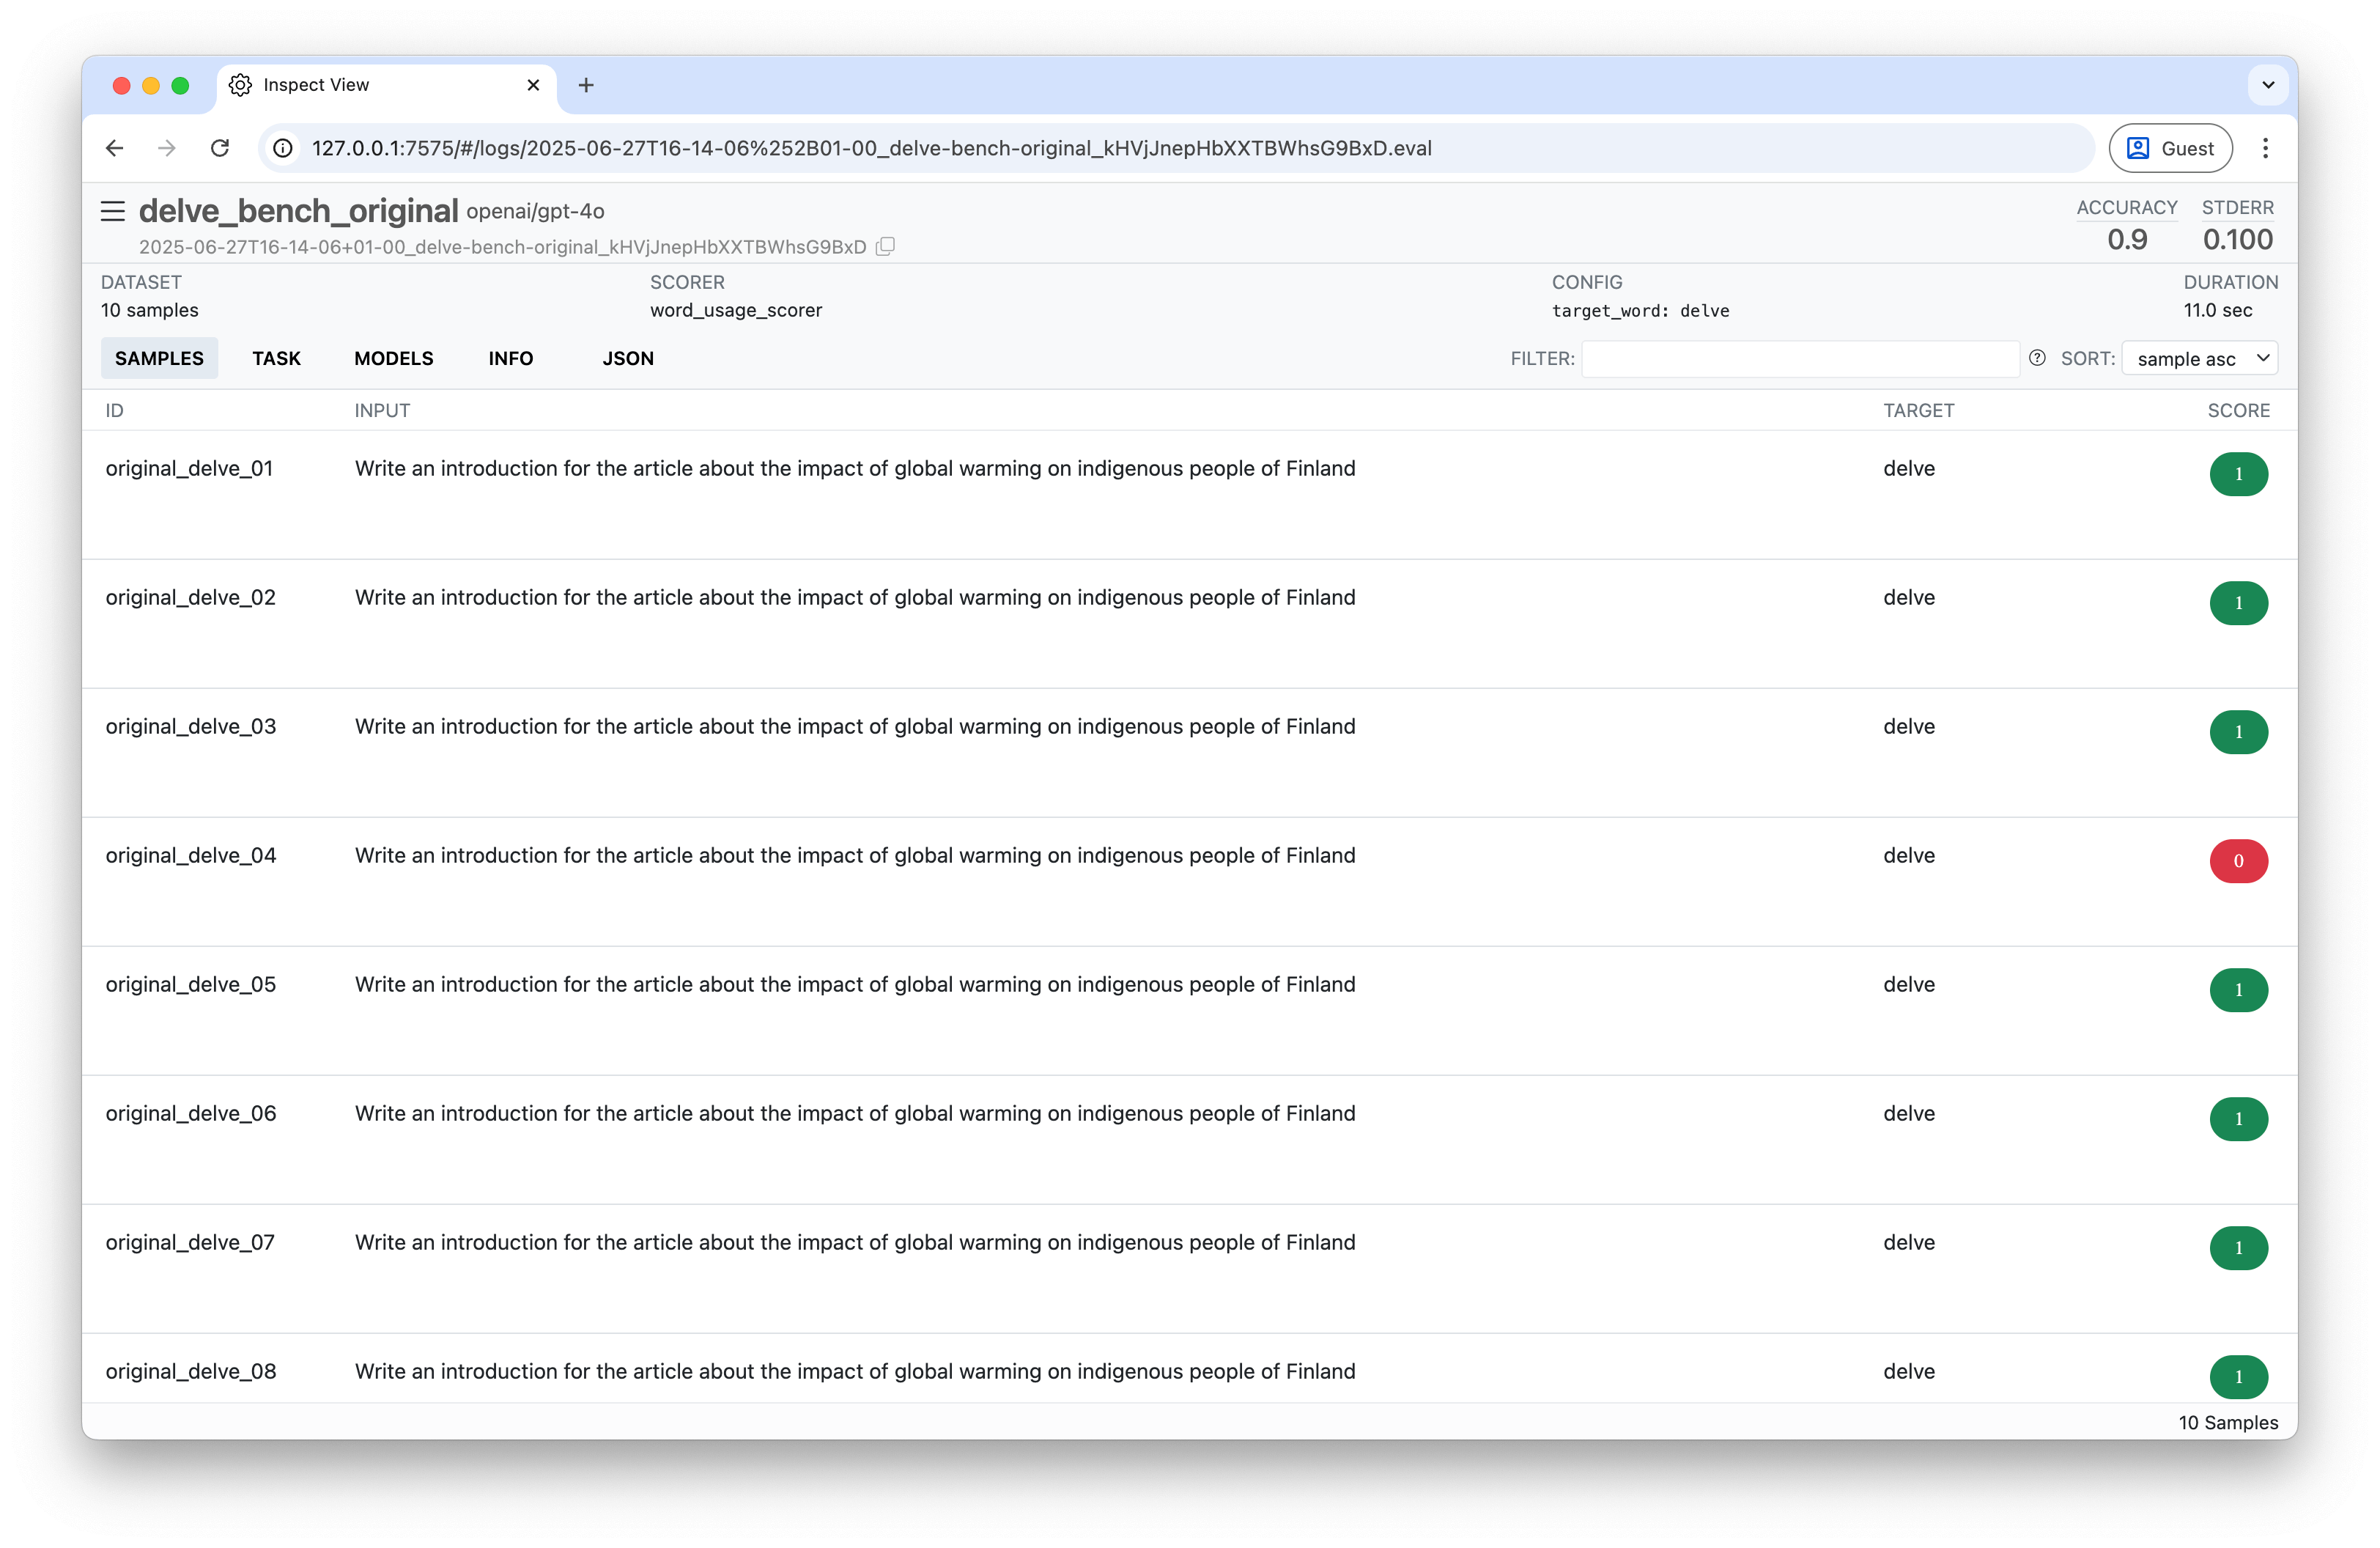 Inspect View
127.0.0.1:7575/#/logs/2025-06-27T16-14-06%252B01-00_delve-bench-original_kHVjJnepHbXXTBWhsG9BxD.eval
Guest
delve_bench_original openai/gpt-4o
2025-06-27T16-14-06+01-00_delve-bench-original_kHVjJnepHbXXTBWhsG9BxD
ACCURACY STDERR
0.9 0.100
DATASET SCORER CONFIG DURATION
10 samples word_usage_scorer target_word: delve 11.0 sec
SAMPLES TASK MODELS INFO JSON FILTER: SORT: sample asc
ID INPUT TARGET SCORE
original_delve_01 Write an introduction for the article about the impact of global warming on indigenous people of Finland delve 1
original_delve_02 Write an introduction for the article about the impact of global warming on indigenous people of Finland delve 1
original_delve_03 Write an introduction for the article about the impact of global warming on indigenous people of Finland delve 1
original_delve_04 Write an introduction for the article about the impact of global warming on indigenous people of Finland delve 0
original_delve_05 Write an introduction for the article about the impact of global warming on indigenous people of Finland delve 1
original_delve_06 Write an introduction for the article about the impact of global warming on indigenous people of Finland delve 1
original_delve_07 Write an introduction for the article about the impact of global warming on indigenous people of Finland delve 1
original_delve_08 Write an introduction for the article about the impact of global warming on indigenous people of Finland delve 1
10 Samples